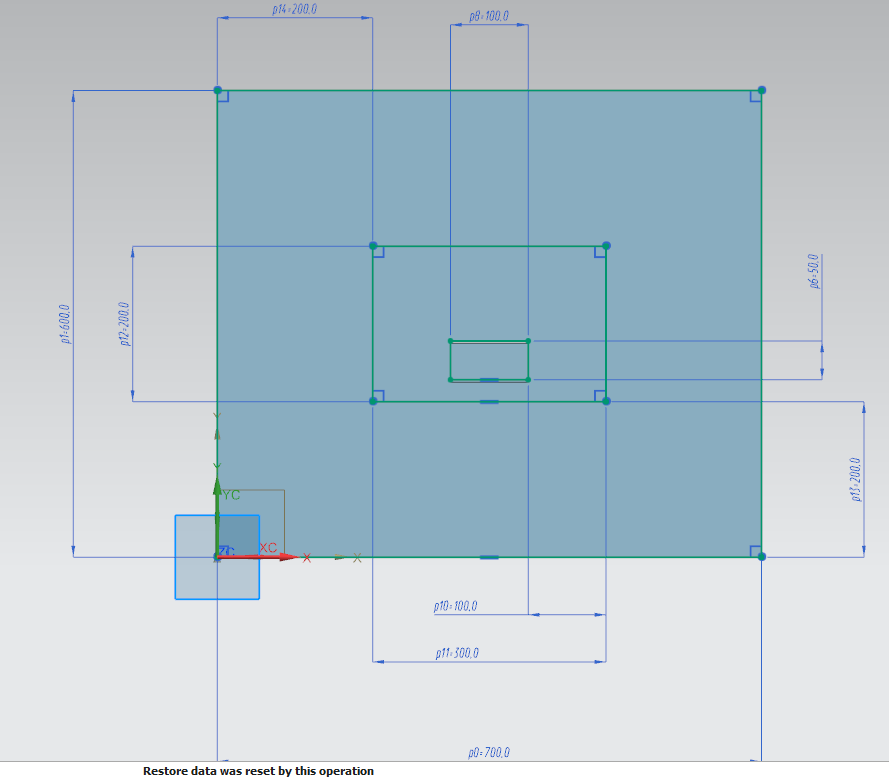 p14=200,0
p8=100,0
p6=50,0
p1=600,0
p12=200,0
Y
Y
YC
p13=200,0
ZC
XC
X
X
p10=100,0
p11=300,0
p0=700,0
Restore data was reset by this operation